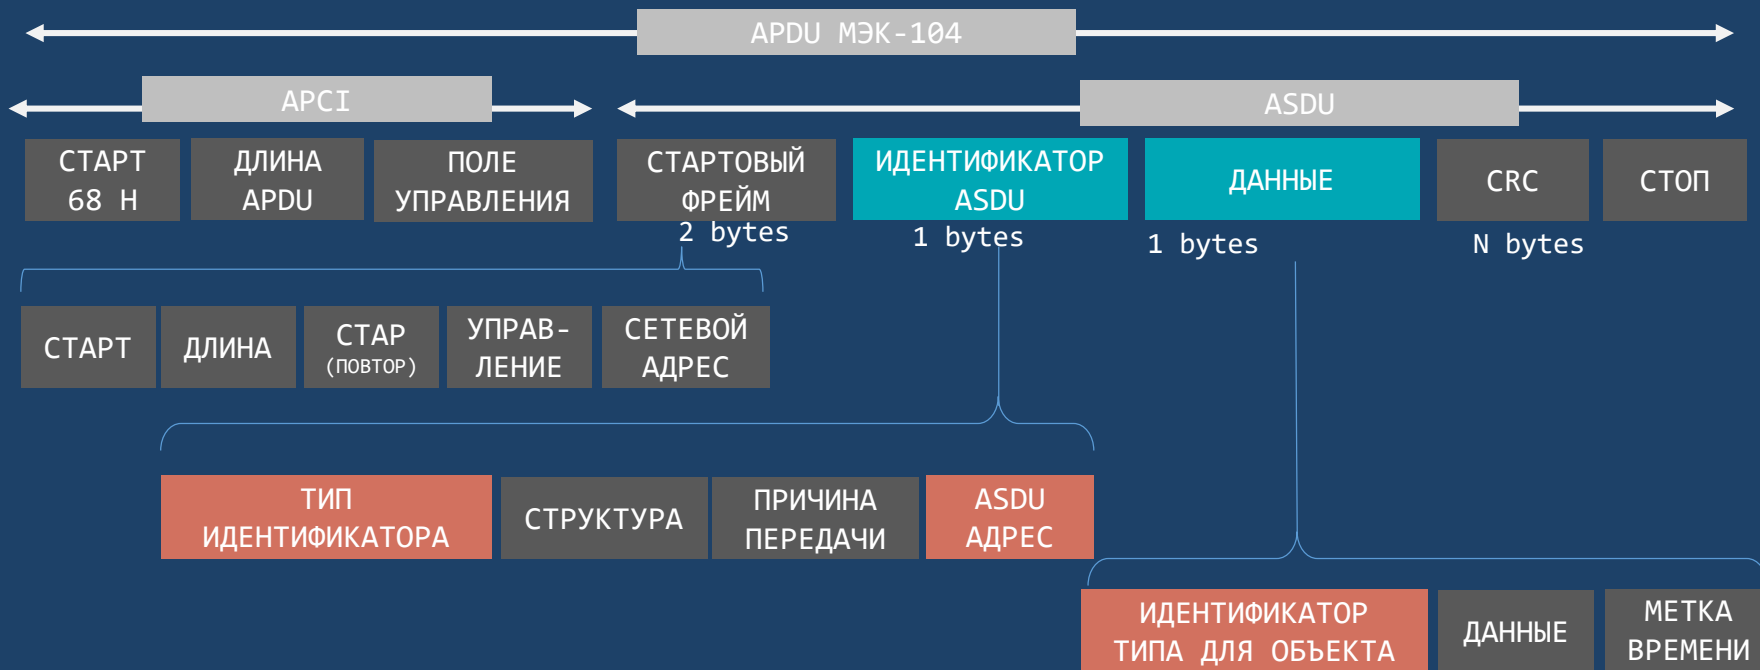 APDU МЭК-104
APCI
ASDU
СТАРТ
68 H
ДЛИНА
APDU
ПОЛЕ
УПРАВЛЕНИЯ
СТАРТОВЫЙ
ФРЕЙМ
ИДЕНТИФИКАТОР
ASDU
ДАННЫЕ
CRC
СТОП
2 bytes
1 bytes
1 bytes
N bytes
СТАРТ
ДЛИНА
СТАР
(ПОВТОР)
УПРАВ-
ЛЕНИЕ
СЕТЕВОЙ
АДРЕС
ТИП
ИДЕНТИФИКАТОРА
СТРУКТУРА
ПРИЧИНА
ПЕРЕДАЧИ
ASDU
АДРЕС
ИДЕНТИФИКАТОР
ТИПА ДЛЯ ОБЪЕКТА
ДАННЫЕ
МЕТКА
ВРЕМЕНИ